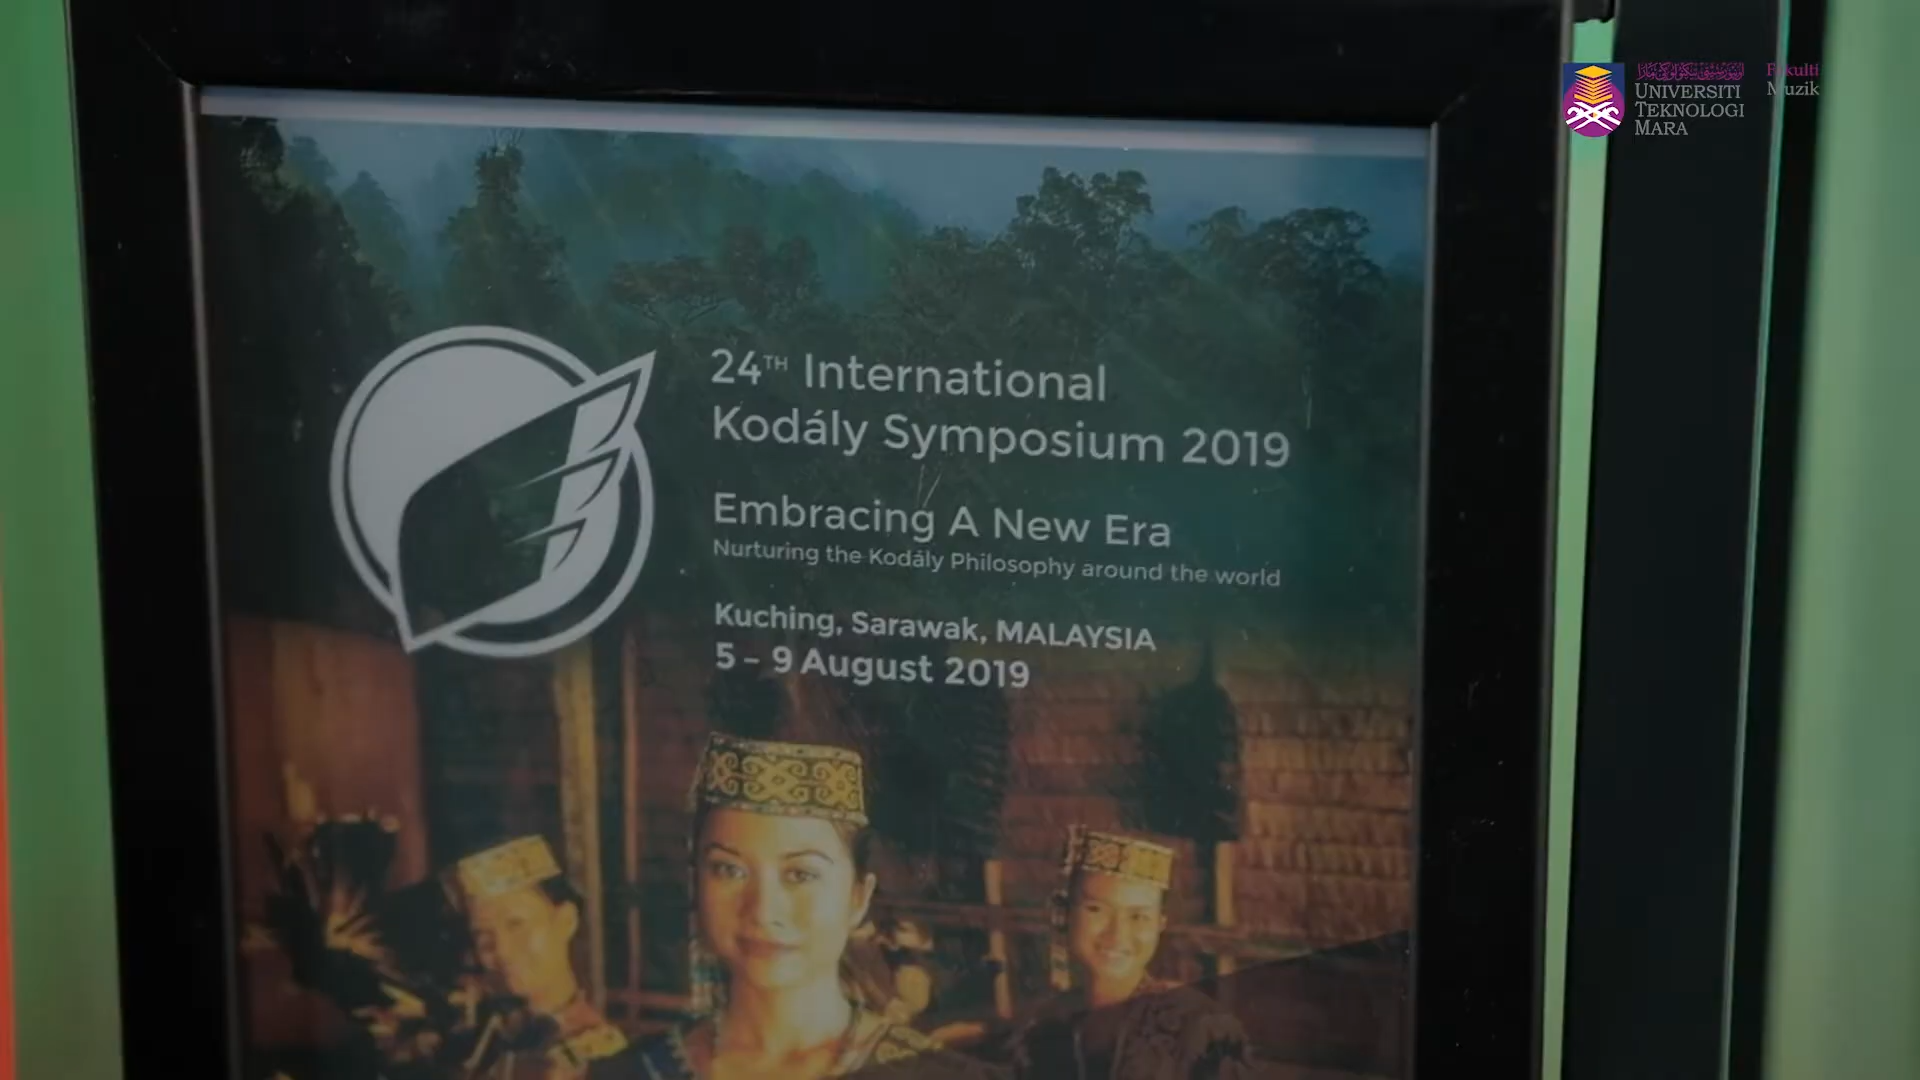 24TH International
Kodály Symposium 2019
Embracing A New Era
Nurturing the Kodály Philosophy around the world
Kuching, Sarawak, MALAYSIA
5 – 9 August 2019
UNIVERSITI
TEKNOLOGI
MARA
Fakulti
Muzik